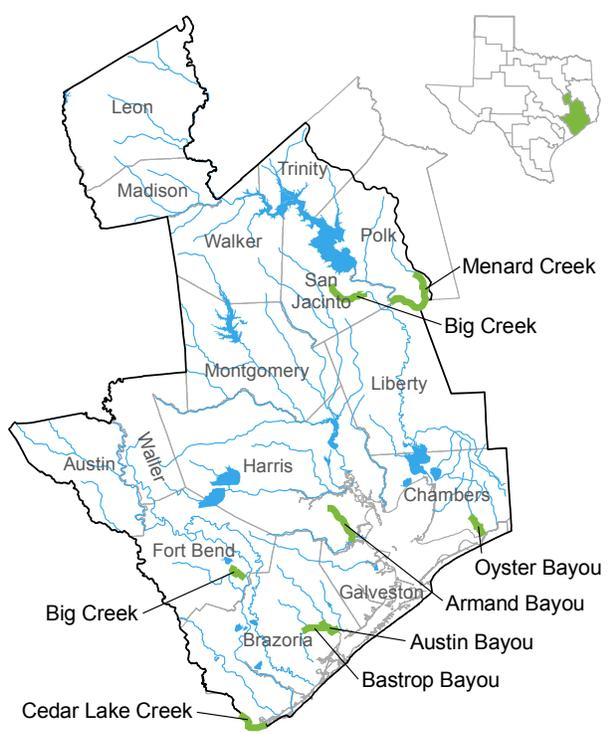 Leon
Madison
Trinity
Walker
Polk
Menard Creek
San
Jacinto
Big Creek
Montgomery
Liberty
Austin
Waller
Harris
Chambers
Fort Bend
Oyster Bayou
Galveston
Armand Bayou
Big Creek
Brazoria
Austin Bayou
Bastrop Bayou
Cedar Lake Creek